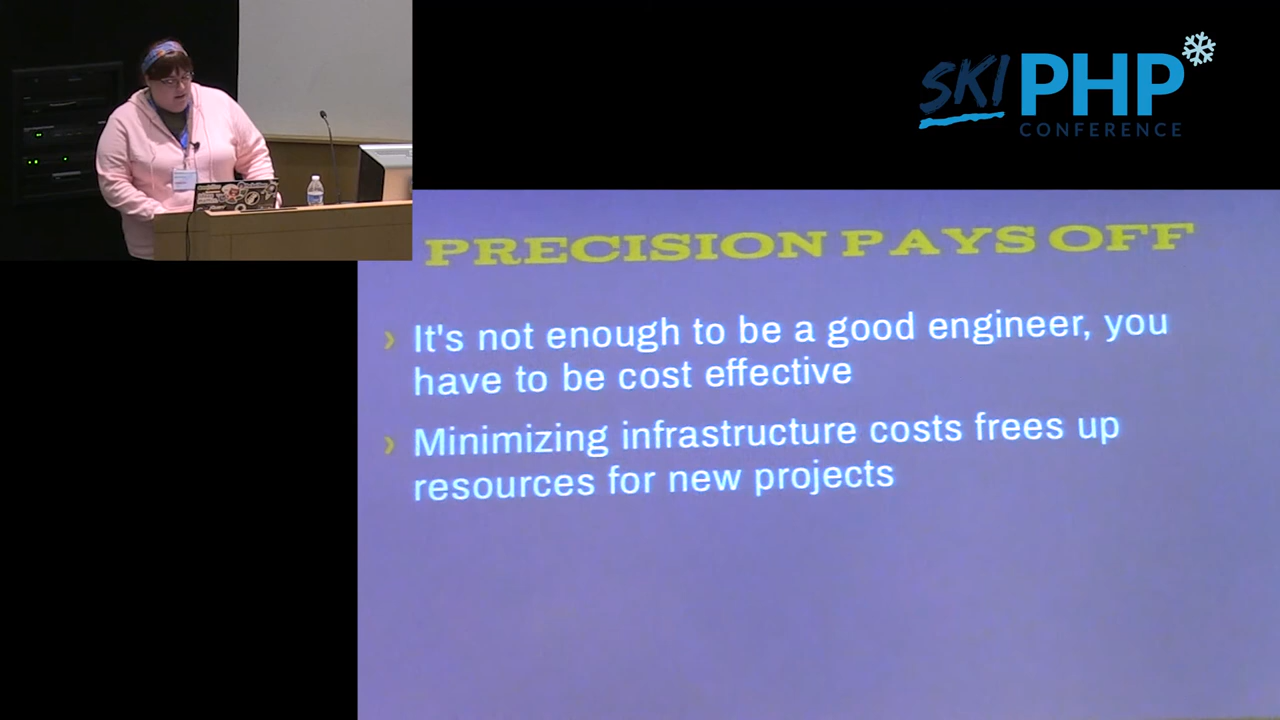 SKI PHP
CONFERENCE
PRECISION PAYS OFF
› It's not enough to be a good engineer, you
have to be cost effective
› Minimizing infrastructure costs frees up
resources for new projects